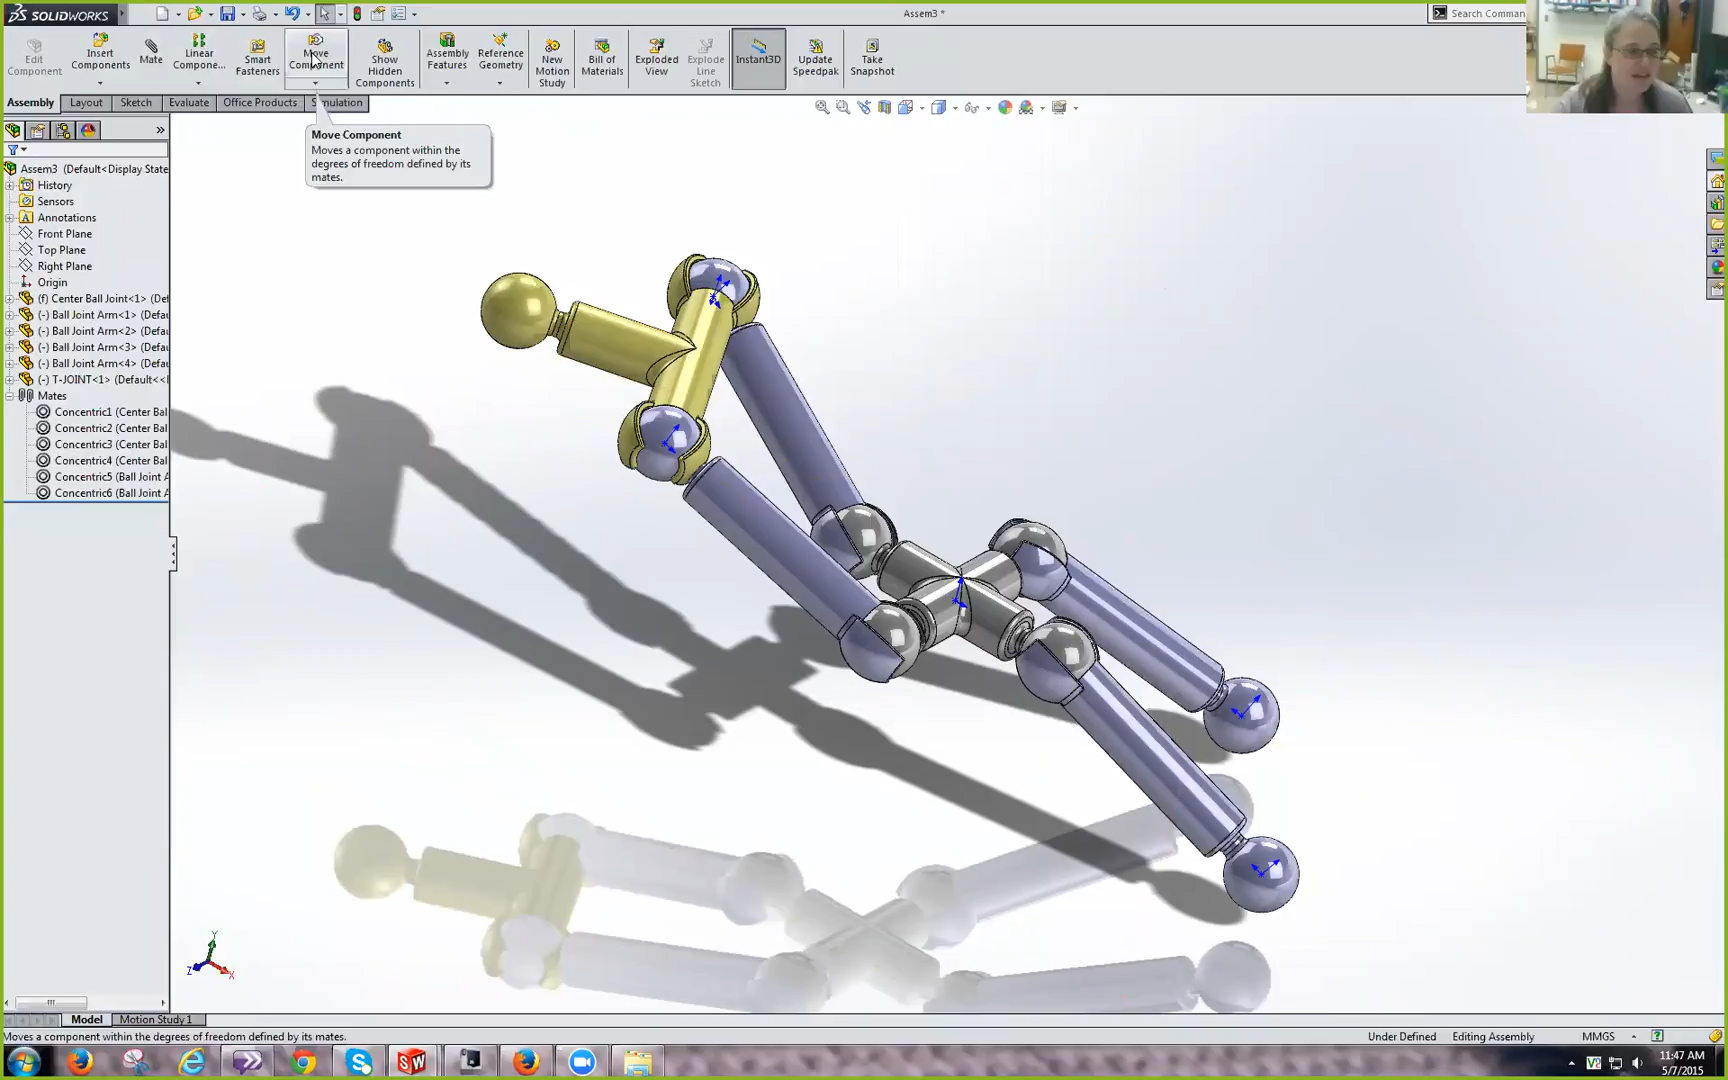 SOLIDWORKS
Assem3 *
Search Comman
Edit Component
Insert Components
Mate
Linear Compone...
Smart Fasteners
Move Component
Show Hidden Components
Assembly Features
Reference Geometry
New Motion Study
Bill of Materials
Exploded View
Explode Line Sketch
Instant3D
Update Speedpak
Take Snapshot
Assembly
Layout
Sketch
Evaluate
Office Products
Simulation
Move Component
Moves a component within the
degrees of freedom defined by its
mates.
Assem3 (Default<Display State
History
Sensors
Annotations
Front Plane
Top Plane
Right Plane
Origin
(f) Center Ball Joint<1> (Def
(-) Ball Joint Arm<1> (Defau
(-) Ball Joint Arm<2> (Defau
(-) Ball Joint Arm<3> (Defau
(-) Ball Joint Arm<4> (Defau
(-) T-JOINT<1> (Default<<I
Mates
Concentric1 (Center Bal
Concentric2 (Center Bal
Concentric3 (Center Bal
Concentric4 (Center Bal
Concentric5 (Ball Joint A
Concentric6 (Ball Joint A
Y
Z
X
Model
Motion Study 1
Moves a component within the degrees of freedom defined by its mates.
Under Defined
Editing Assembly
MMGS
11:47 AM
5/7/2015